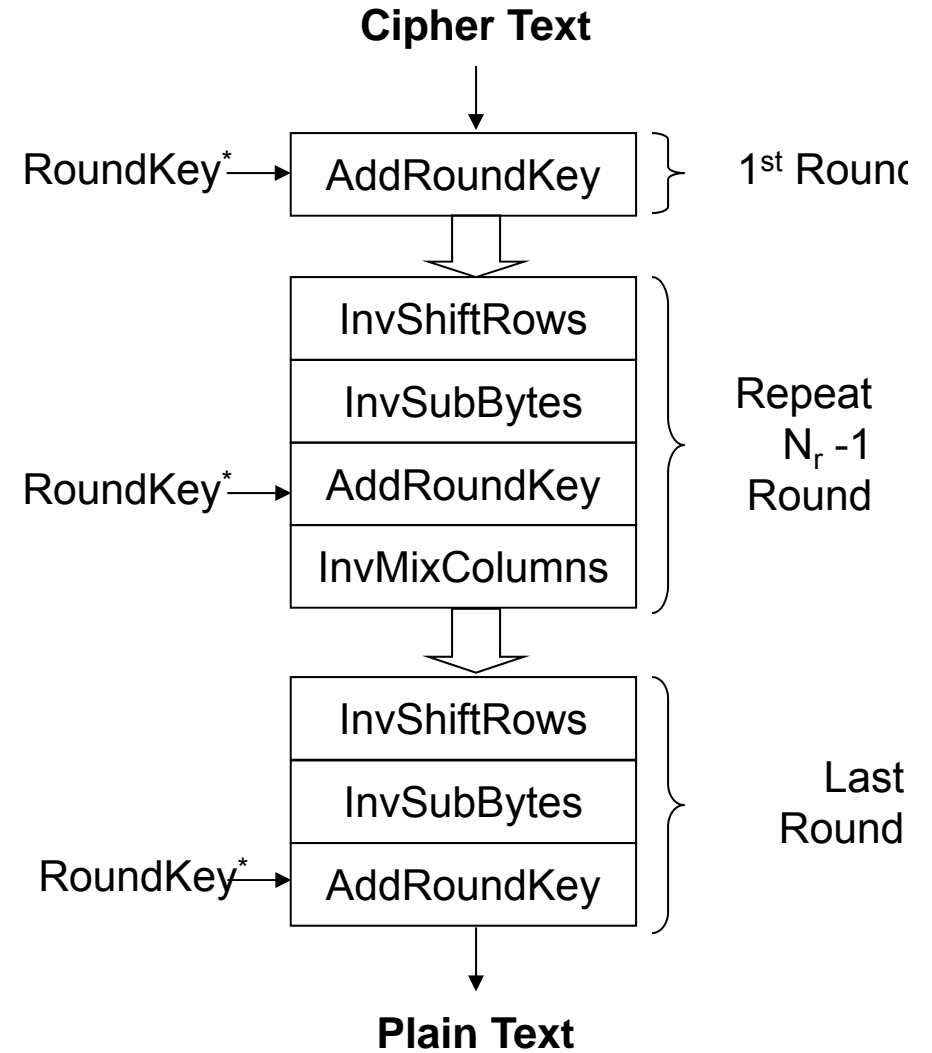 Cipher Text
RoundKey*
AddRoundKey
1st Round
InvShiftRows
InvSubBytes
RoundKey*
AddRoundKey
InvMixColumns
Repeat
Nr -1
Round
InvShiftRows
InvSubBytes
RoundKey*
AddRoundKey
Last
Round
Plain Text